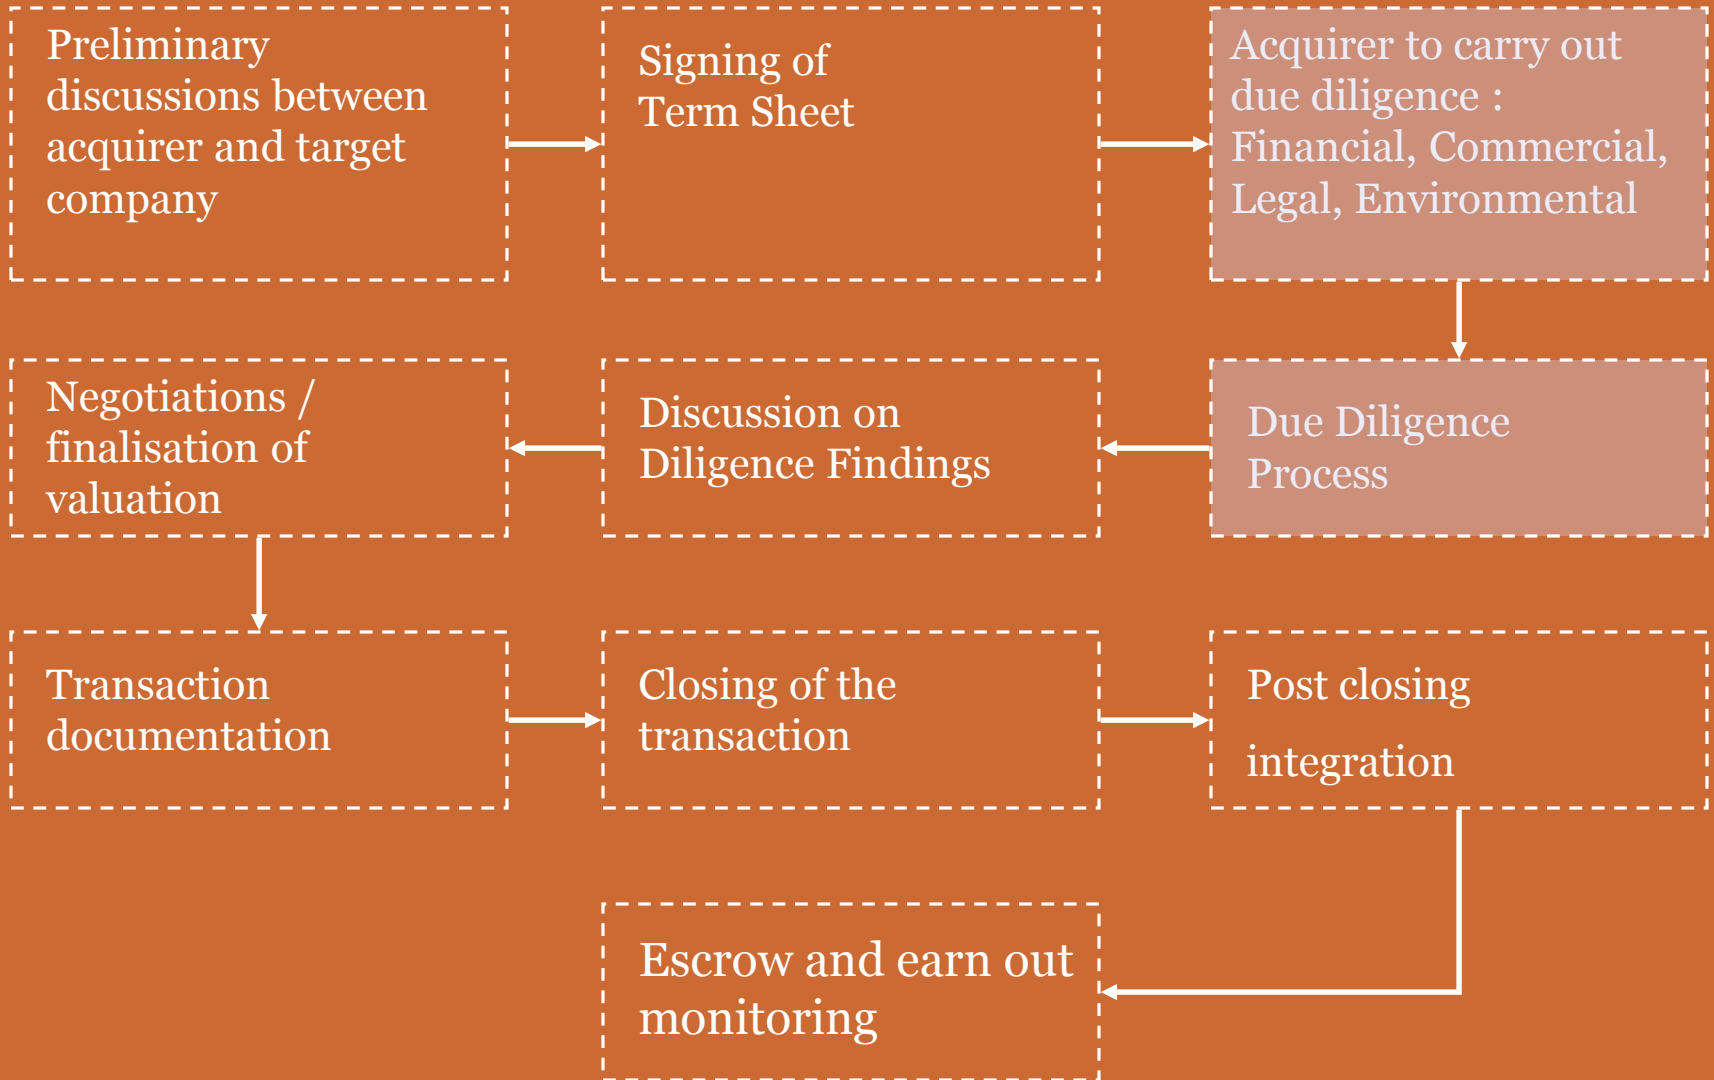 Preliminary
discussions between
acquirer and target
company
Signing of
Term Sheet
Acquirer to carry out
due diligence :
Financial, Commercial,
Legal, Environmental
Due Diligence
Process
Discussion on
Diligence Findings
Negotiations /
finalisation of
valuation
Transaction
documentation
Closing of the
transaction
Post closing
integration
Escrow and earn out
monitoring